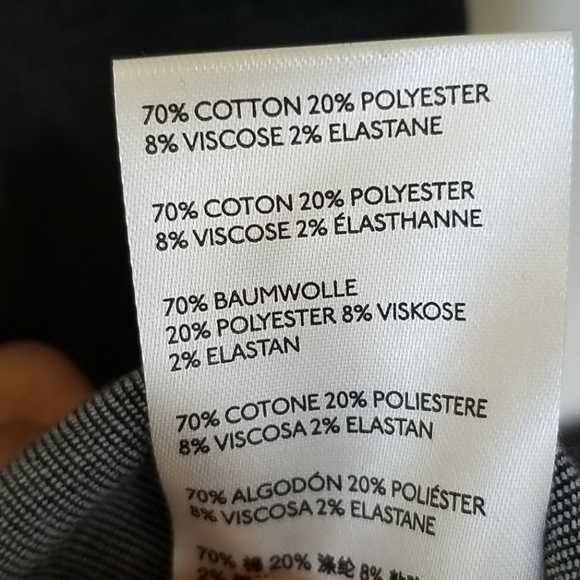 70% COTTON 20% POLYESTER
8% VISCOSE 2% ELASTANE
70% COTON 20% POLYESTER
8% VISCOSE 2% ÉLASTHANNE
70% BAUMWOLLE
20% POLYESTER 8% VISKOSE
2% ELASTAN
70% COTONE 20% POLIESTERE
8% VISCOSA 2% ELASTAN
70% ALGODÓN 20% POLIÉSTER
8% VISCOSA 2% ELASTANE
70% 棉 20% 涤纶 8%
2%